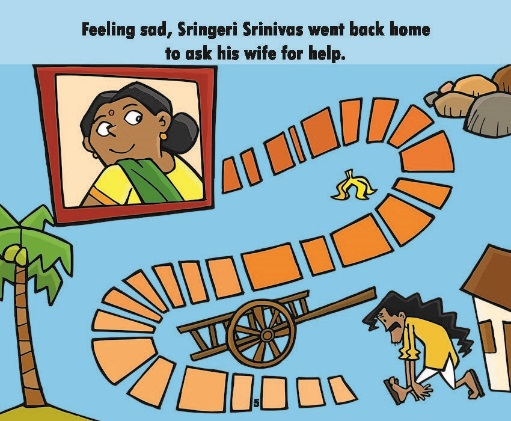 Feeling sad, Sringeri Srinivas went back home
to ask his wife for help.
5